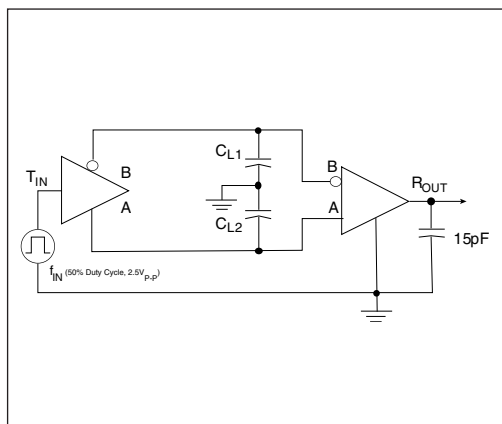 C_L1
B
B
T_IN
R_OUT
A
A
C_L2
15pF
f_IN (50% Duty Cycle, 2.5V_P-P)